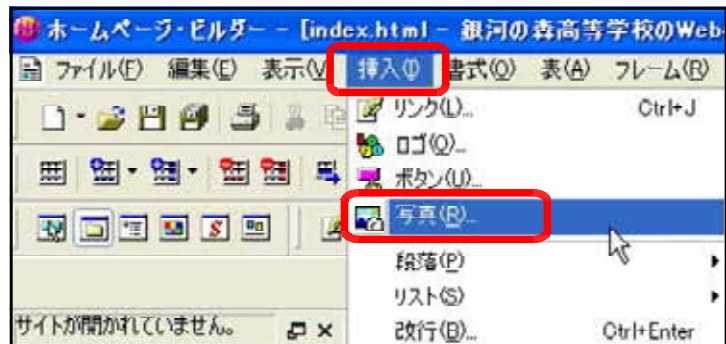 ホームページ・ビルダー - [index.html - 銀河の森高等学校のWeb-
ファイル(F) 編集(E) 表示(V 挿入(I) 書式(O) 表(A) フレーム(R)
リンク(L)... Ctrl+J
ロゴ(O)...
ボタン(U)...
写真(R)...
段落(P)
リスト(S)
改行(B)... Ctrl+Enter
サイトが開かれていません。